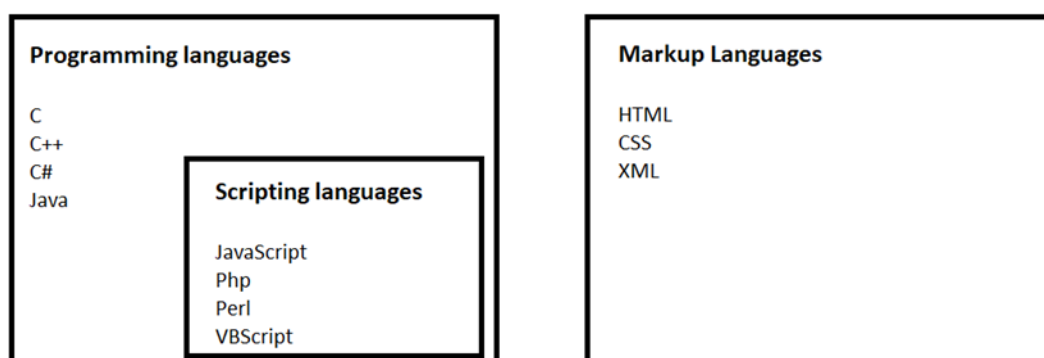 Programming languages
C
C++
C#
Java
Scripting languages
JavaScript
Php
Perl
VBScript
Markup Languages
HTML
CSS
XML